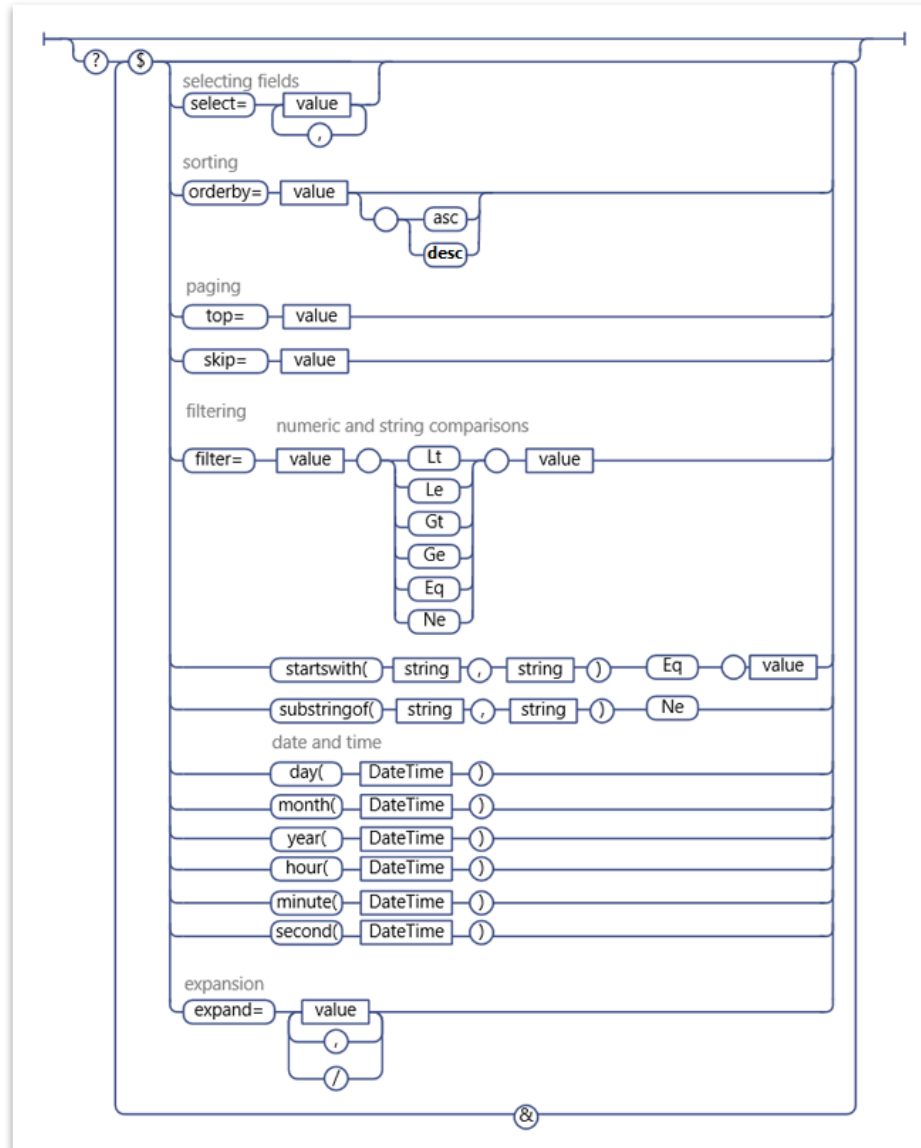 ? $
selecting fields
select= value
,
sorting
orderby= value
asc
desc
paging
top= value
skip= value
filtering
numeric and string comparisons
filter= value Lt value
Le
Gt
Ge
Eq
Ne
startswith( string , string ) Eq value
substringof( string , string ) Ne
date and time
day( DateTime )
month( DateTime )
year( DateTime )
hour( DateTime )
minute( DateTime )
second( DateTime )
expansion
expand= value
,
/
&